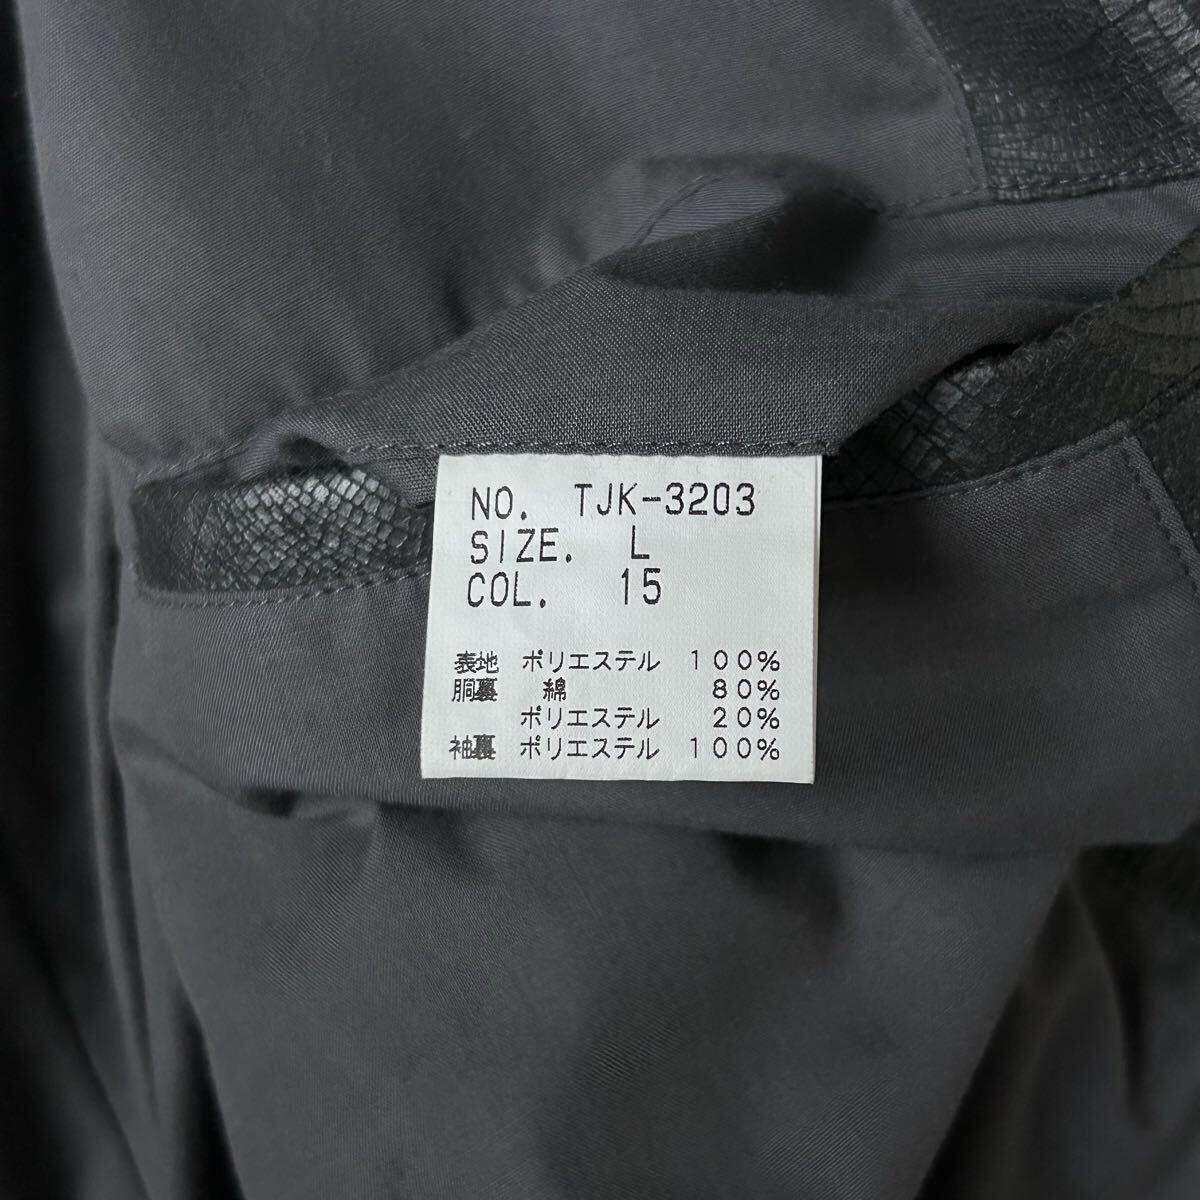 NO. TJK-3203
SIZE. L
COL. 15
表地 ポリエステル 100%
胴裏 綿 80%
ポリエステル 20%
袖裏 ポリエステル 100%